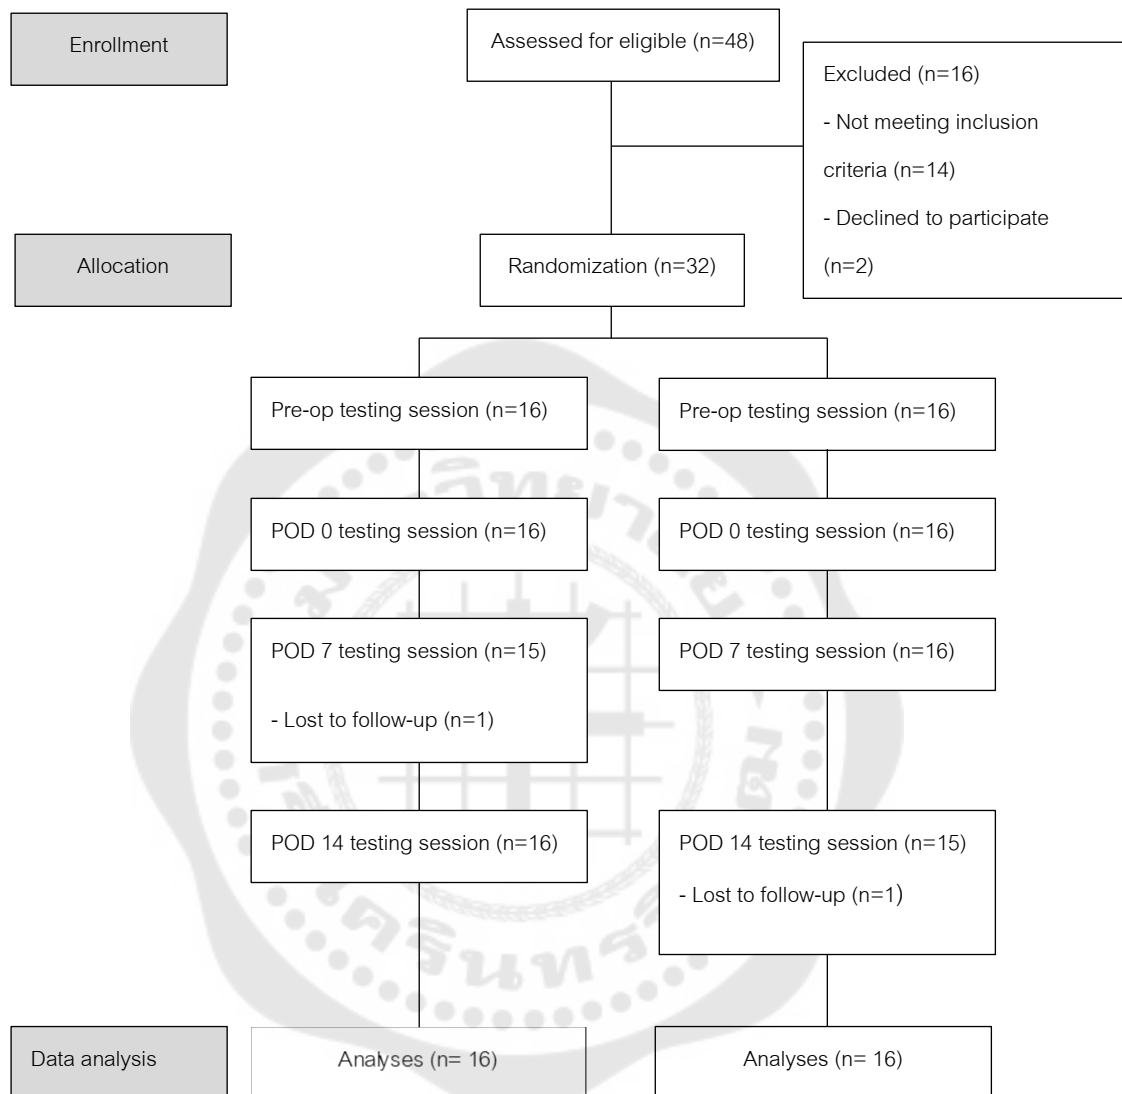 Enrollment
Assessed for eligible (n=48)
Excluded (n=16)
- Not meeting inclusion
criteria (n=14)
- Declined to participate
(n=2)
Allocation
Randomization (n=32)
Pre-op testing session (n=16)
Pre-op testing session (n=16)
POD 0 testing session (n=16)
POD 0 testing session (n=16)
POD 7 testing session (n=15)
- Lost to follow-up (n=1)
POD 7 testing session (n=16)
POD 14 testing session (n=16)
POD 14 testing session (n=15)
- Lost to follow-up (n=1)
Data analysis
Analyses (n= 16)
Analyses (n= 16)